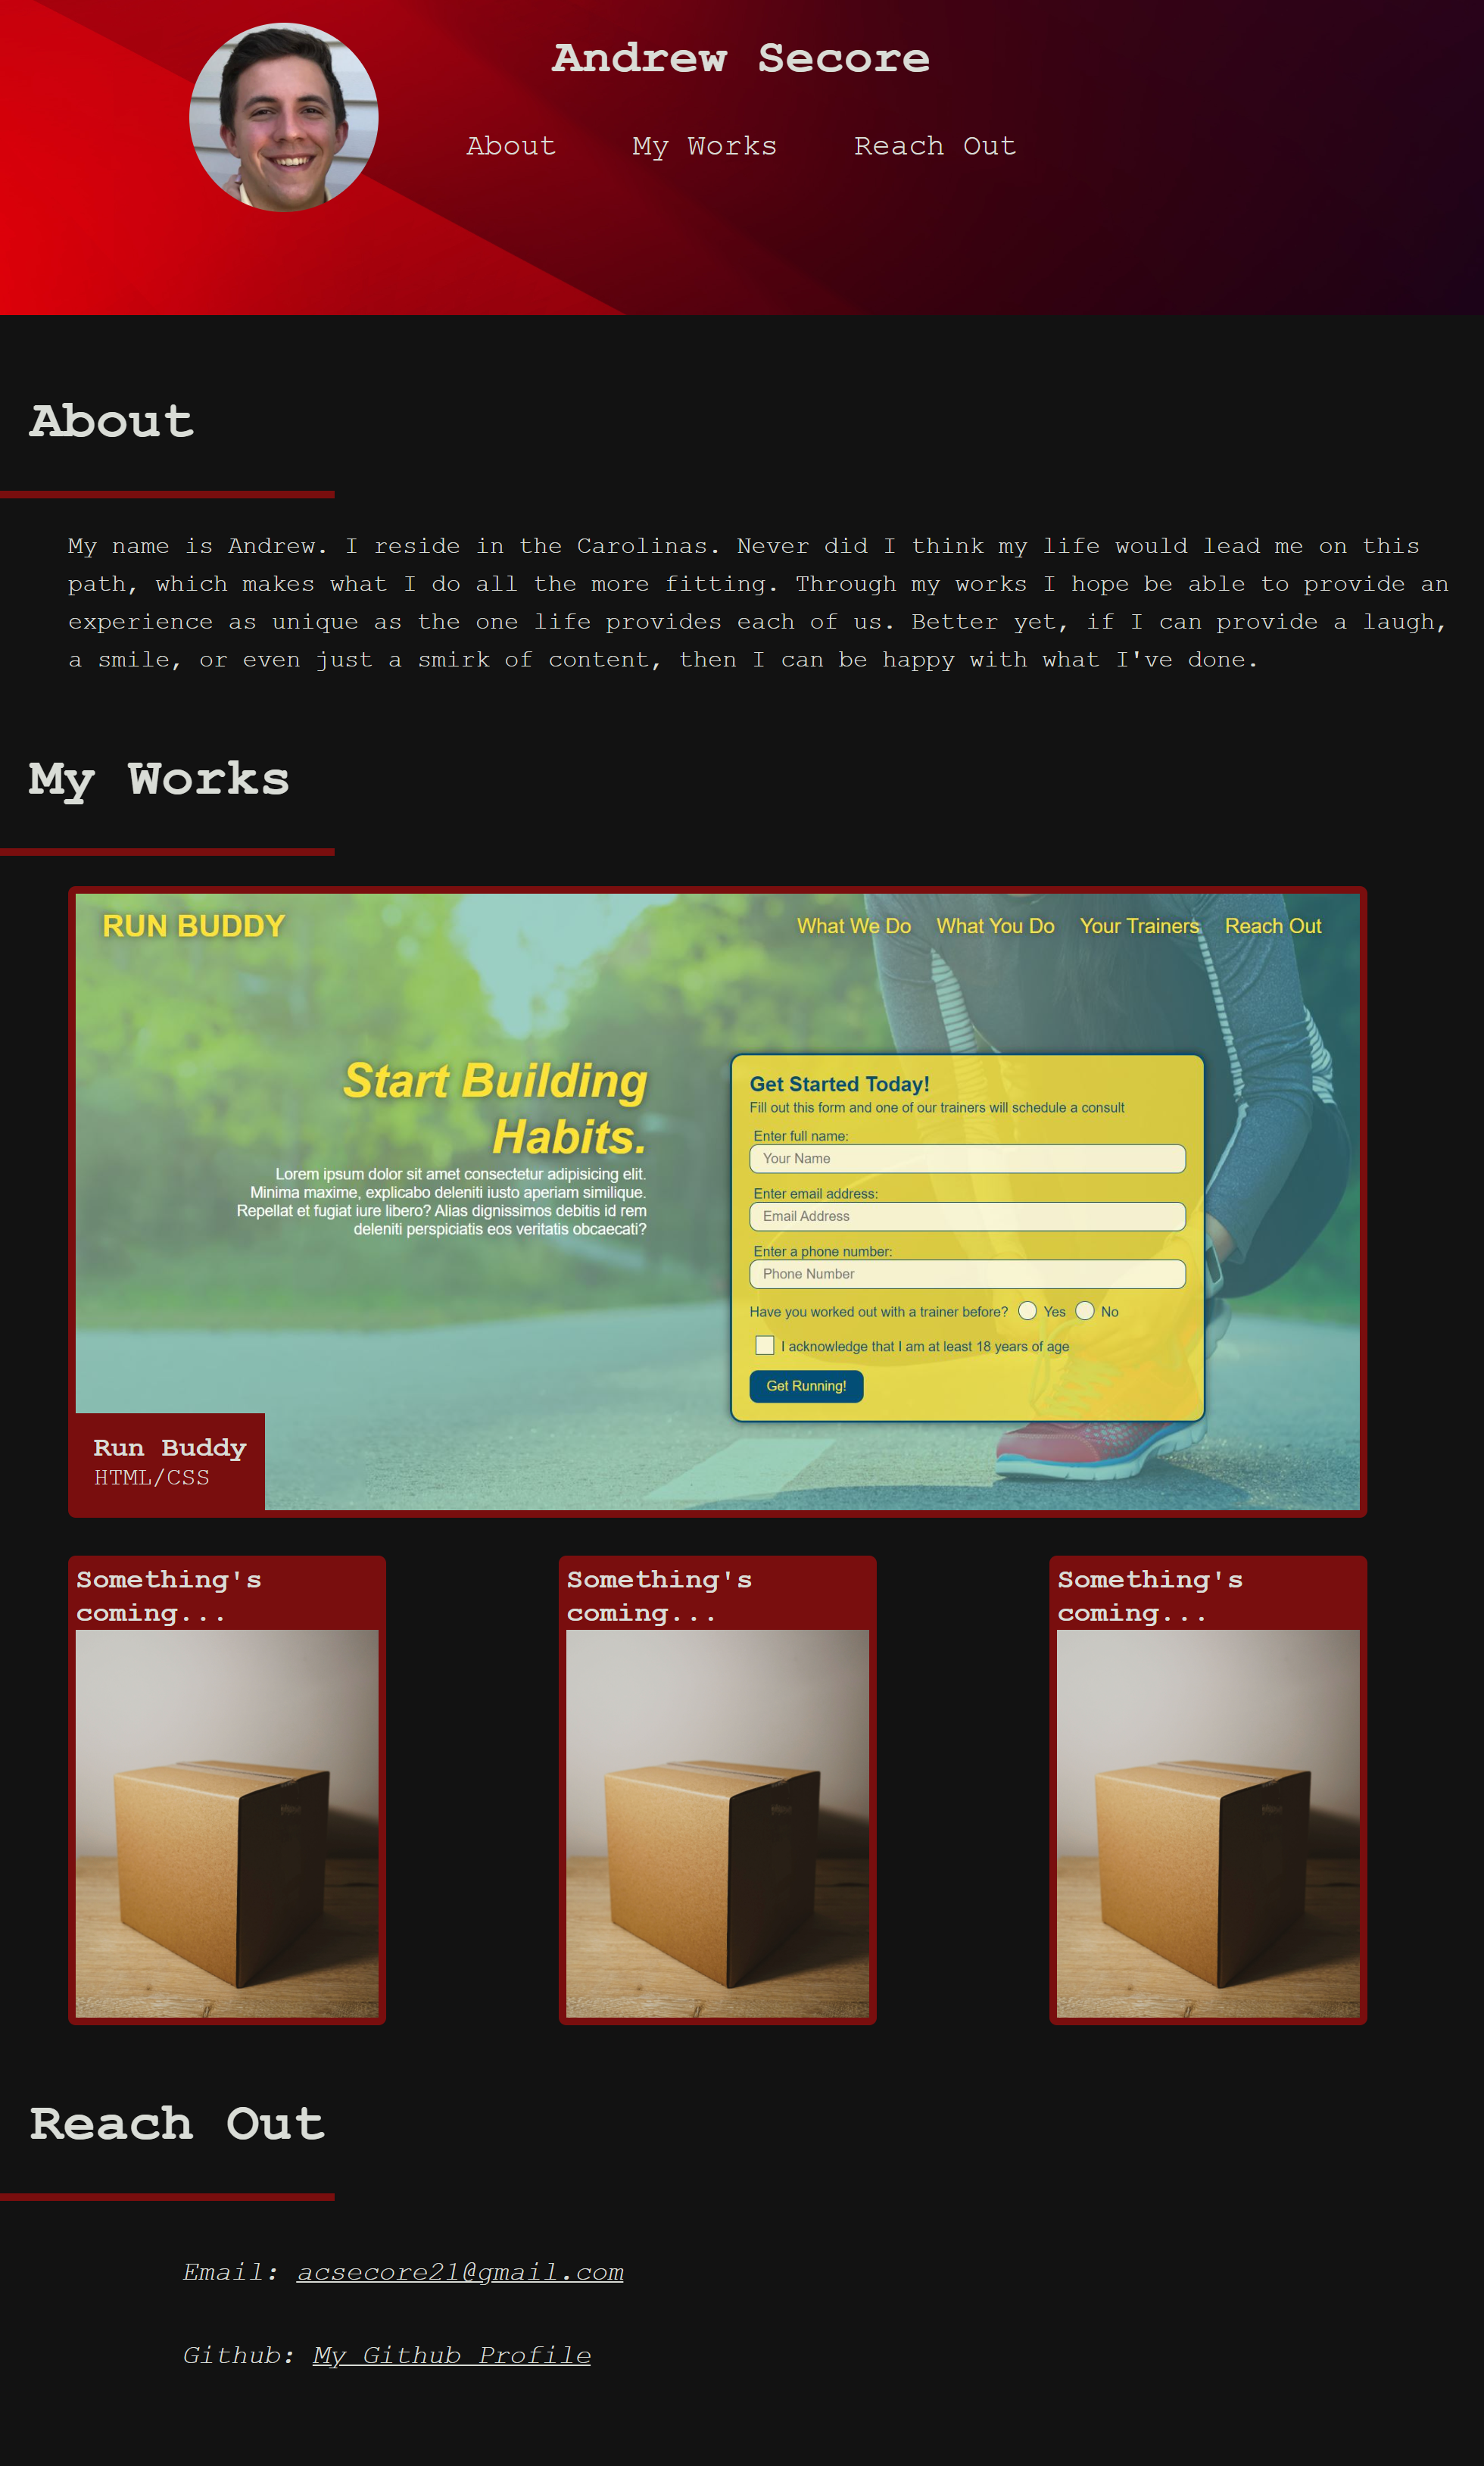 Andrew Secore
About My Works Reach Out
About
My name is Andrew. I reside in the Carolinas. Never did I think my life would lead me on this
path, which makes what I do all the more fitting. Through my works I hope be able to provide an
experience as unique as the one life provides each of us. Better yet, if I can provide a laugh,
a smile, or even just a smirk of content, then I can be happy with what I've done.
My Works
RUN BUDDY
What We Do What You Do Your Trainers Reach Out
Start Building
Habits.
Lorem ipsum dolor sit amet consectetur adipisicing elit.
Minima maxime, explicabo deleniti iusto aperiam similique.
Repellat et fugiat iure libero? Alias dignissimos debitis id rem
deleniti perspiciatis eos veritatis obcaecati?
Get Started Today!
Fill out this form and one of our trainers will schedule a consult
Enter full name:
Your Name
Enter email address:
Email Address
Enter a phone number:
Phone Number
Have you worked out with a trainer before? Yes No
I acknowledge that I am at least 18 years of age
Get Running!
Run Buddy
HTML/CSS
Something's
coming...
Something's
coming...
Something's
coming...
Reach Out
Email: acsecore21@gmail.com
Github: My Github Profile